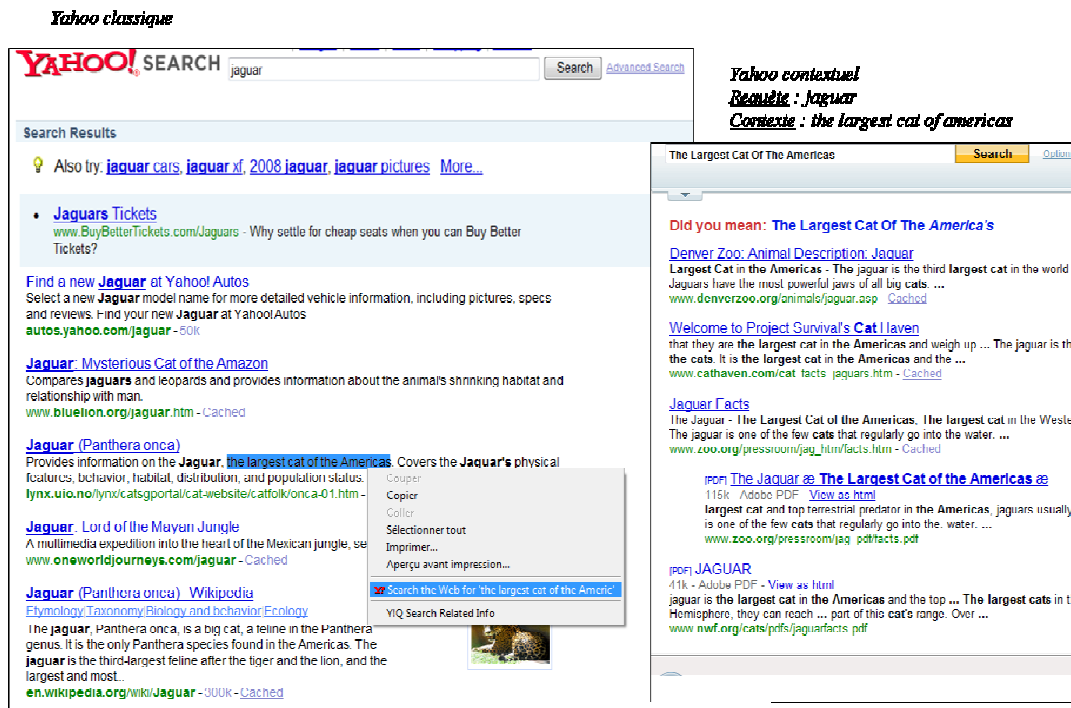 Yahoo classique
YAHOO! SEARCH
jaguar
Search
Advanced Search
Search Results
Also try: jaguar cars, jaguar xf, 2008 jaguar, jaguar pictures More...
Jaguars Tickets
www.BuyBetterTickets.com/Jaguars - Why settle for cheap seats when you can Buy Better
Tickets?
Find a new Jaguar at Yahoo! Autos
Select a new Jaguar model name for more detailed vehicle information, including pictures, specs
and reviews. Find your new Jaguar at Yahoo! Autos
autos.yahoo.com/jaguar - 50k
Jaguar: Mysterious Cat of the Amazon
Compares jaguars and leopards and provides information about the animal's shrinking habitat and
relationship with man.
www.bluelion.org/jaguar.htm - Cached
Jaguar (Panthera onca)
Provides information on the Jaguar, the largest cat of the Americas. Covers the Jaguar's physical
features, behavior, habitat, distribution, and population status.
lynx.uio.no/lynx/catsgportal/cat-website/catfolk/onca-01.htm -
Jaguar: Lord of the Mayan Jungle
A multimedia expedition into the heart of the Mexican jungle, se
www.oneworldjourneys.com/jaguar - Cached
Jaguar (Panthera onca) Wikipedia
Etymology|Taxonomy|Biology and behavior|Ecology
The jaguar, Panthera onca, is a big cat, a feline in the Panthera
genus. It is the only Panthera species found in the Americas. The
jaguar is the third-largest feline after the tiger and the lion, and the
largest and most...
en.wikipedia.org/wiki/Jaguar - 300k - Cached
Couper
Copier
Coller
Sélectionner tout
Imprimer...
Aperçu avant impression...
Search the Web for 'the largest cat of the Americ'
Y!Q Search Related Info
Yahoo contextuel
Requête : jaguar
Contexte : the largest cat of americas
The Largest Cat Of The Americas
Search
Option
Did you mean: The Largest Cat Of The America's
Denver Zoo: Animal Description: Jaguar
Largest Cat in the Americas - The jaguar is the third largest cat in the world
Jaguars have the most powerful jaws of all big cats. ...
www.denverzoo.org/animals/jaguar.asp Cached
Welcome to Project Survival's Cat Haven
that they are the largest cat in the Americas and weigh up ... The jaguar is th
the cats. It is the largest cat in the Americas and the ...
www.cathaven.com/cat_facts_jaguars.htm - Cached
Jaguar Facts
The Jaguar - The Largest Cat of the Americas, The largest cat in the Weste
The jaguar is one of the few cats that regularly go into the water. ...
www.zoo.org/pressroom/jag_htm/facts.htm - Cached
[PDF] The Jaguar æ The Largest Cat of the Americas æ
115k - Adobe PDF - View as html
largest cat and top terrestrial predator in the Americas, jaguars usually
is one of the few cats that regularly go into the. water. ...
www.zoo.org/pressroom/jag_pdf/facts.pdf
[PDF] JAGUAR
41k - Adobe PDF - View as html
jaguar is the largest cat in the Americas and the top ... The largest cats in t
Hemisphere, they can reach ... part of this cat's range. Over ...
www.nwf.org/cats/pdfs/jaguarfacts.pdf